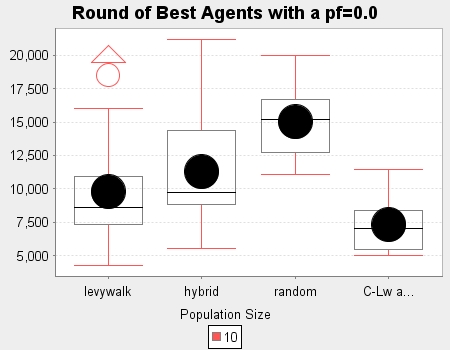 Round of Best Agents with a pf=0.0
20,000
17,500
15,000
12,500
10,000
7,500
5,000
levywalk hybrid random C-Lw a...
Population Size
10